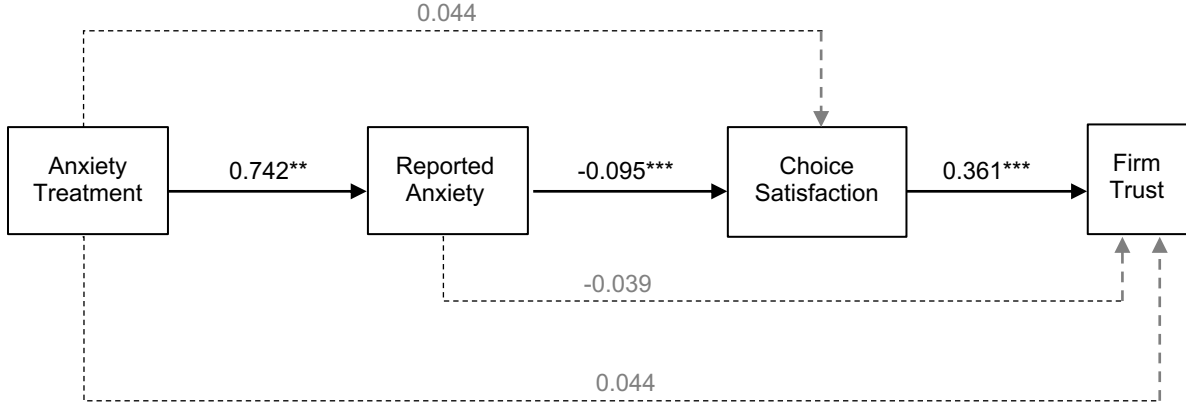 0.044
Anxiety
Treatment
0.742**
Reported
Anxiety
-0.095***
Choice
Satisfaction
0.361***
Firm
Trust
-0.039
0.044